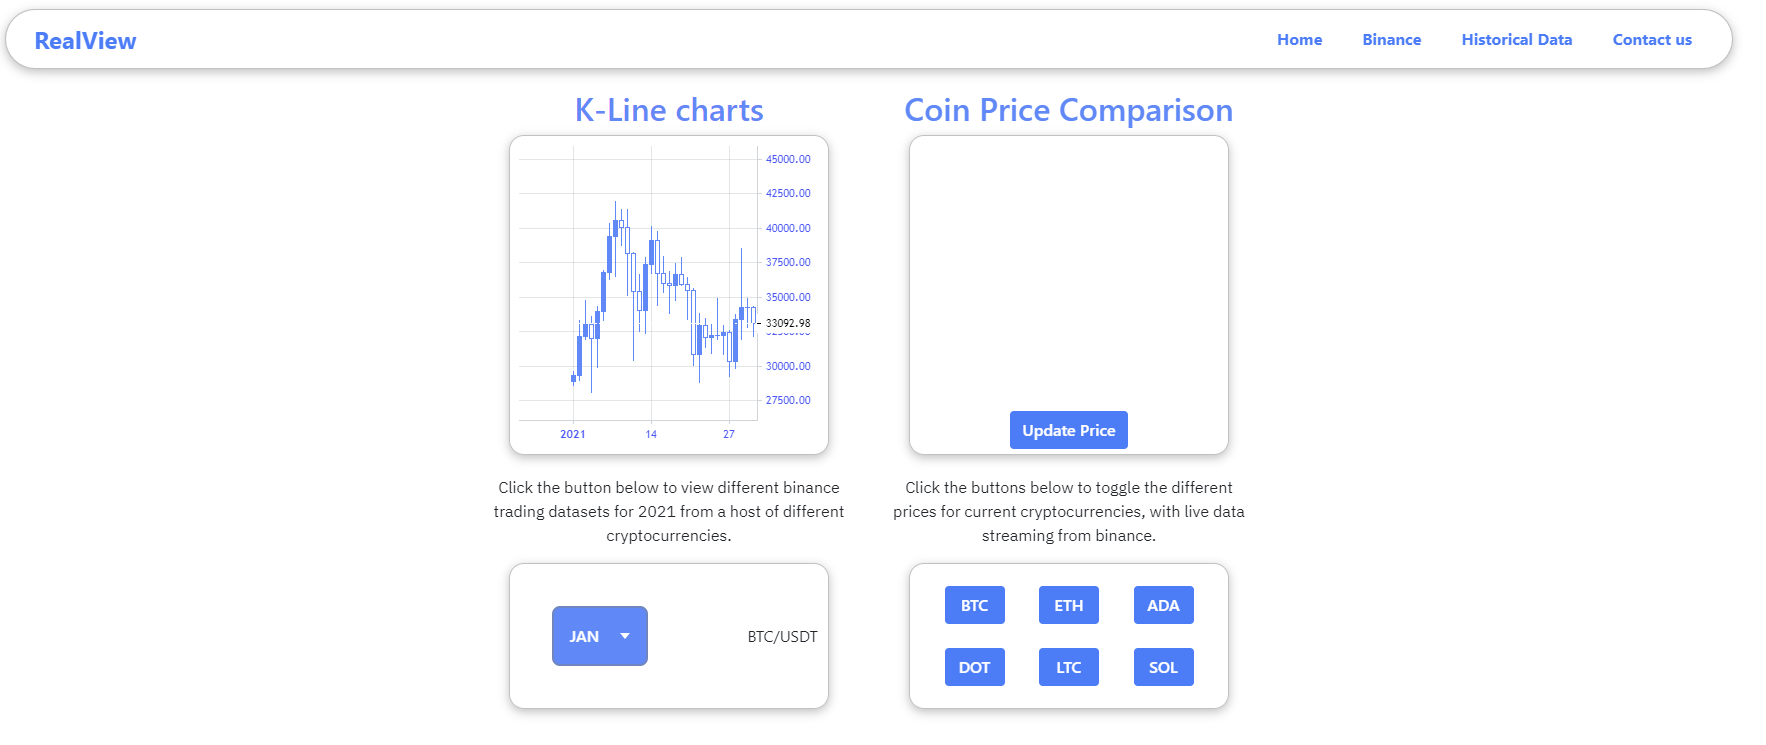 RealView
Home
Binance
Historical Data
Contact us
K-Line charts
45000.00
42500.00
40000.00
37500.00
35000.00
33092.98
30000.00
27500.00
2021
14
27
Click the button below to view different binance
trading datasets for 2021 from a host of different
cryptocurrencies.
JAN
BTC/USDT
Coin Price Comparison
Update Price
Click the buttons below to toggle the different
prices for current cryptocurrencies, with live data
streaming from binance.
BTC
ETH
ADA
DOT
LTC
SOL